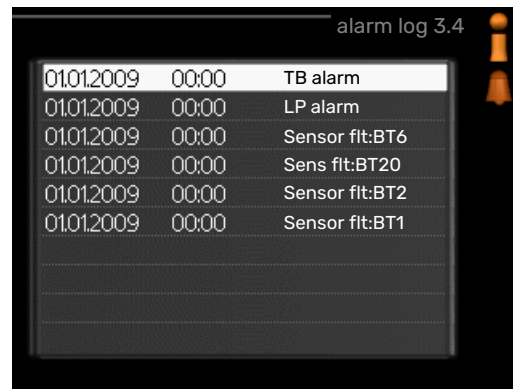 alarm log 3.4
01.01.2009 00:00 TB alarm
01.01.2009 00:00 LP alarm
01.01.2009 00:00 Sensor flt:BT6
01.01.2009 00:00 Sens flt:BT20
01.01.2009 00:00 Sensor flt:BT2
01.01.2009 00:00 Sensor flt:BT1